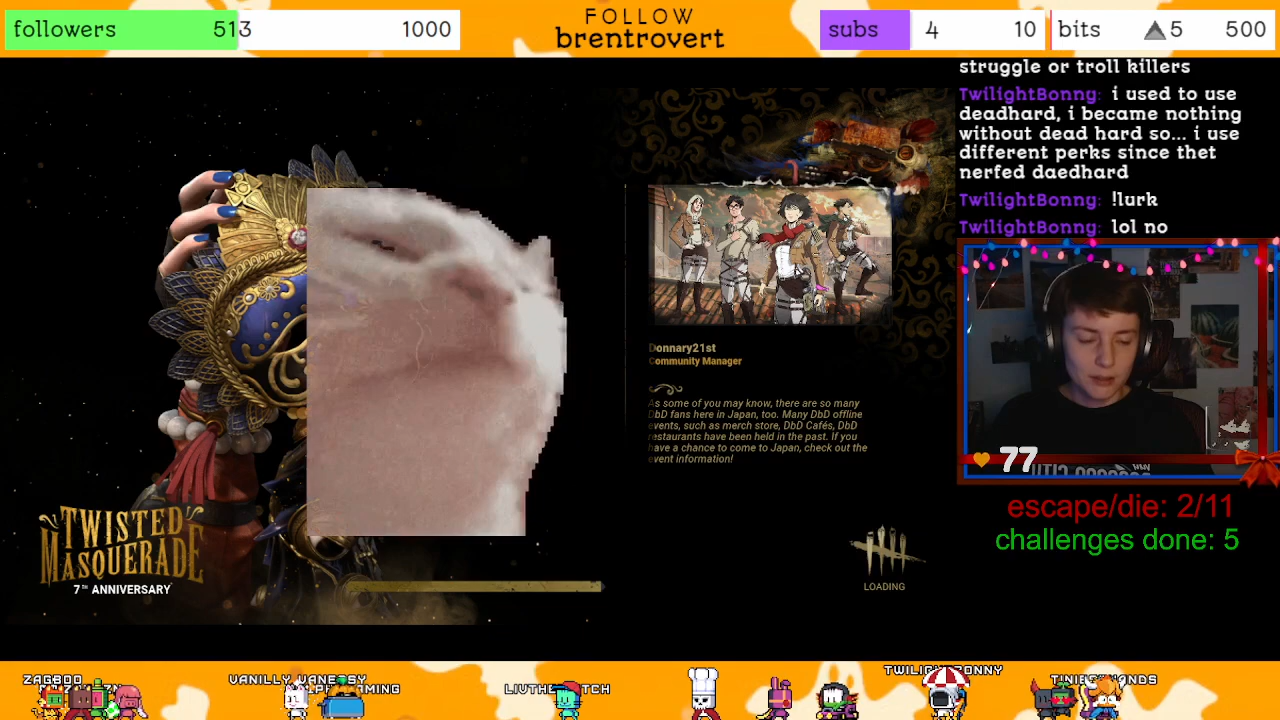 followers 513 1000
FOLLOW
brentrovert
subs 4 10
bits 5 500
struggle or troll killers
TwilightBonny: i used to use
deadhard, i became nothing
without dead hard so... i use
different perks since thet
nerfed daedhard
TwilightBonny: !lurk
TwilightBonny: lol no
Donnary21st
Community Manager
As some of you may know, there are so many
DbD fans here in Japan, too. Many DbD offline
events, such as merch store, DbD Cafés, DbD
restaurants have been held in the past. If you
have a chance to come to Japan, check out the
event information!
77
escape/die: 2/11
challenges done: 5
TWISTED
MASQUERADE
7TH ANNIVERSARY
LOADING
ZAGBOO
VANILLY_VANESSY